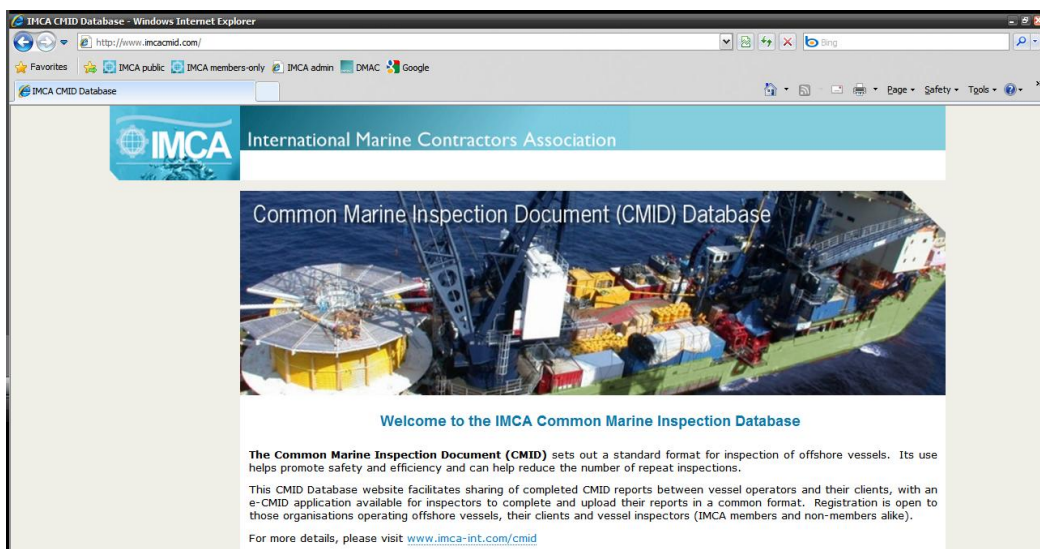 IMCA CMID Database - Windows Internet Explorer
http://www.imcacmid.com/
Bing
Favorites IMCA public IMCA members-only IMCA admin DMAC Google
IMCA CMID Database
Page Safety Tools
IMCA International Marine Contractors Association
Common Marine Inspection Document (CMID) Database
Welcome to the IMCA Common Marine Inspection Database
The Common Marine Inspection Document (CMID) sets out a standard format for inspection of offshore vessels. Its use
helps promote safety and efficiency and can help reduce the number of repeat inspections.
This CMID Database website facilitates sharing of completed CMID reports between vessel operators and their clients, with an
e-CMID application available for inspectors to complete and upload their reports in a common format. Registration is open to
those organisations operating offshore vessels, their clients and vessel inspectors (IMCA members and non-members alike).
For more details, please visit www.imca-int.com/cmid